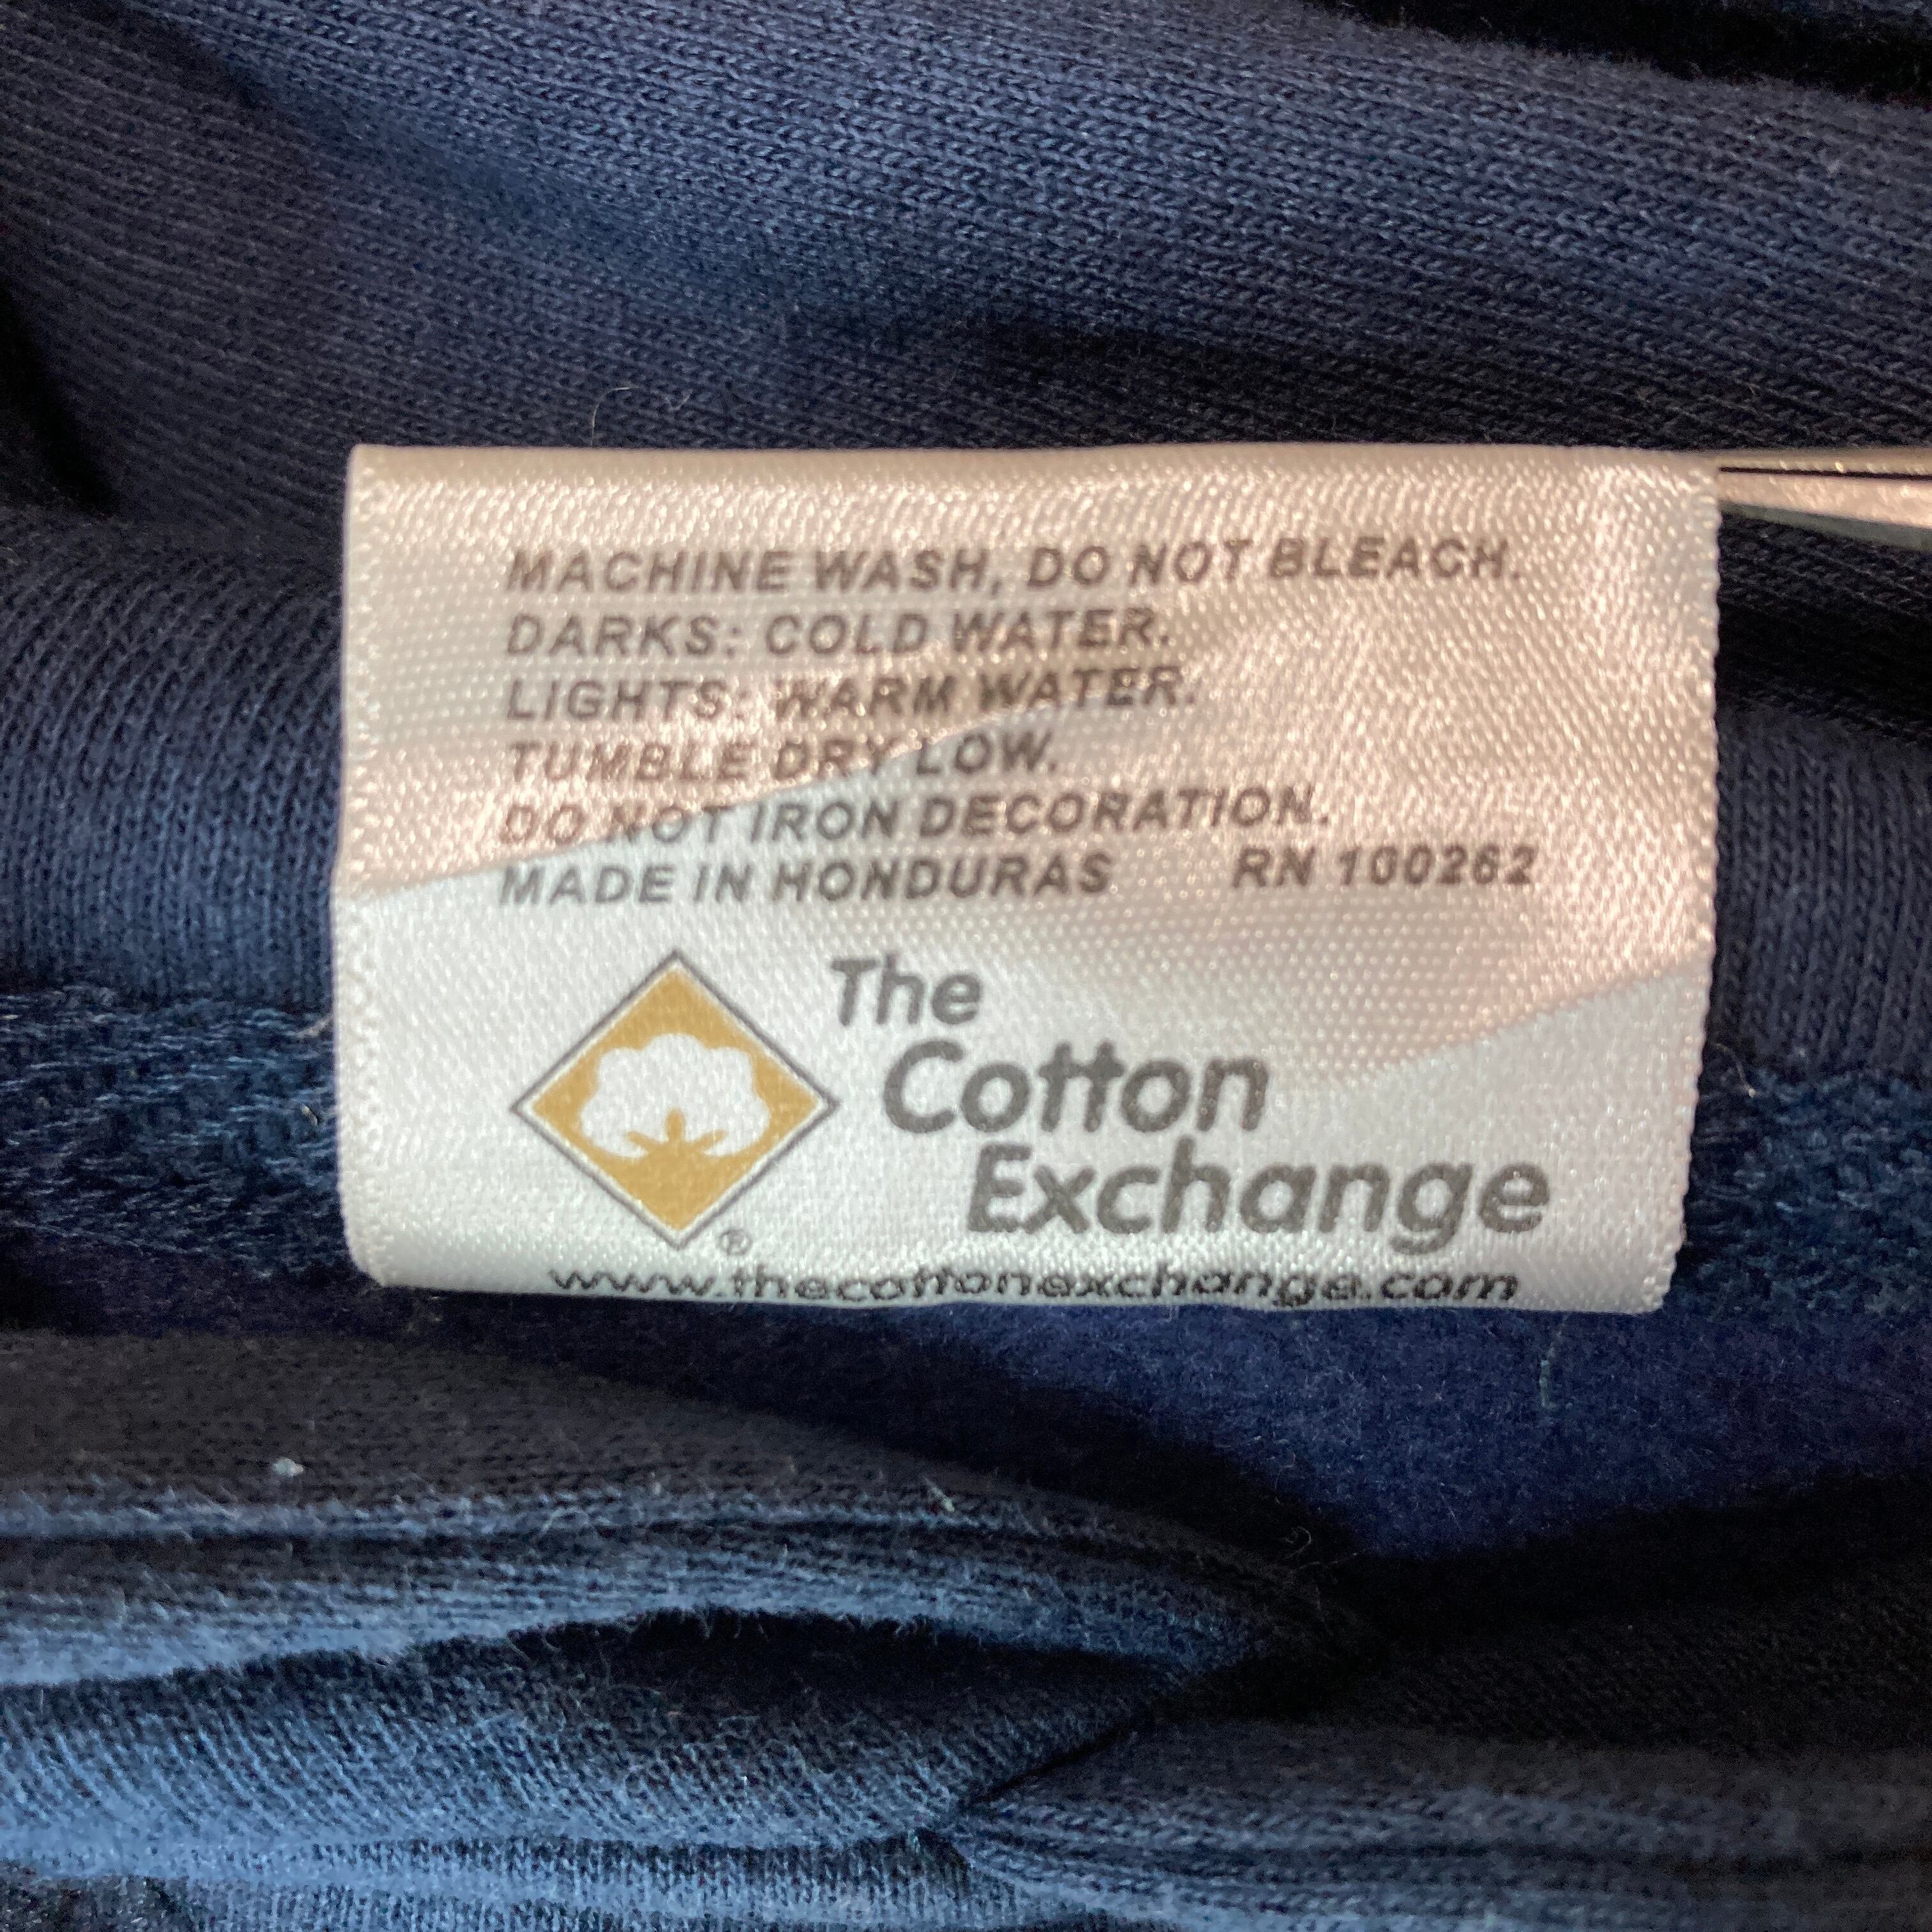 MACHINE WASH, DO NOT BLEACH.
DARKS: COLD WATER.
LIGHTS: WARM WATER.
TUMBLE DRY LOW.
DO NOT IRON DECORATION.
MADE IN HONDURAS RN 100262
The
Cotton
Exchange
®
www.thecottonexchange.com